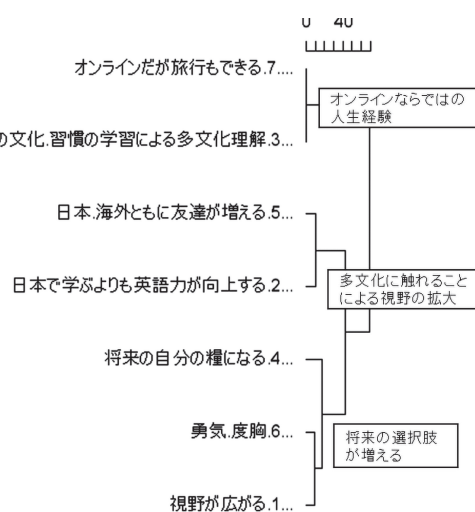 0 40
オンラインだが旅行もできる.7....
オンラインならではの
人生経験
の文化.習慣の学習による多文化理解.3...
日本.海外ともに友達が増える.5...
多文化に触れること
による視野の拡大
日本で学ぶよりも英語力が向上する.2...
将来の自分の糧になる.4...
勇気.度胸.6...
将来の選択肢
が増える
視野が広がる.1...